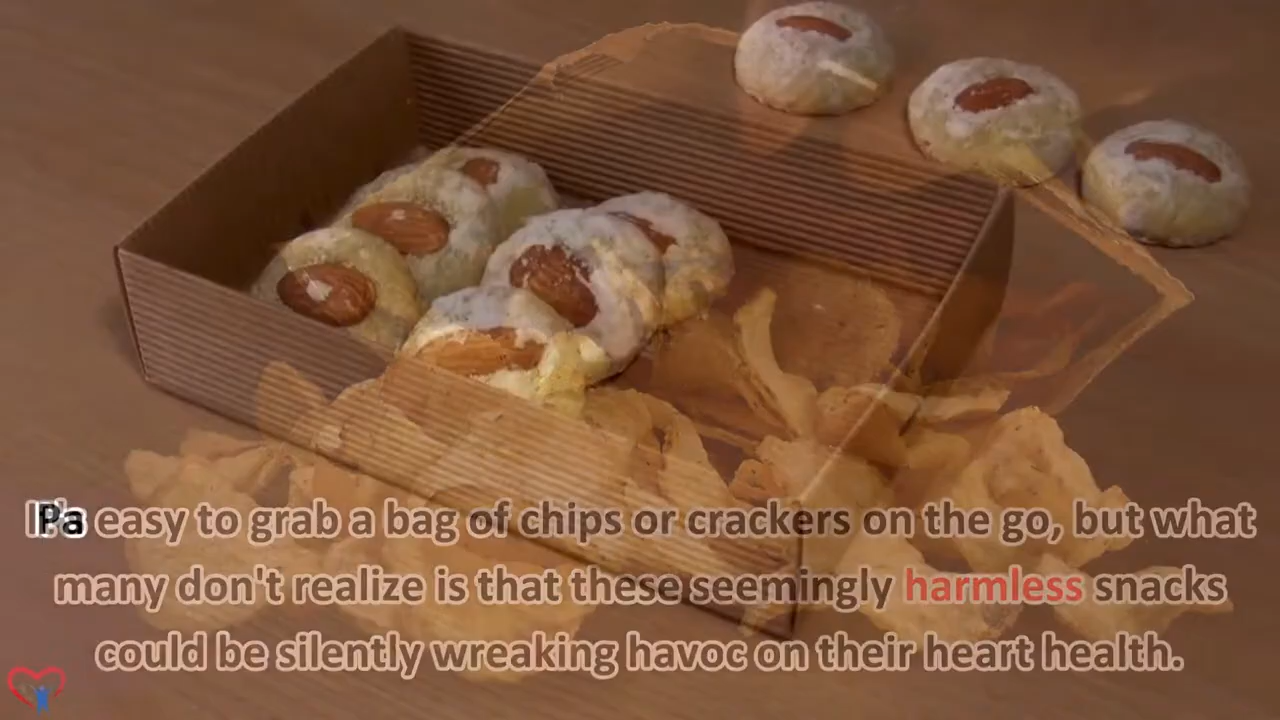 Pa easy to grab a bag of chips or crackers on the go, but what
many don't realize is that these seemingly harmless snacks
could be silently wreaking havoc on their heart health.